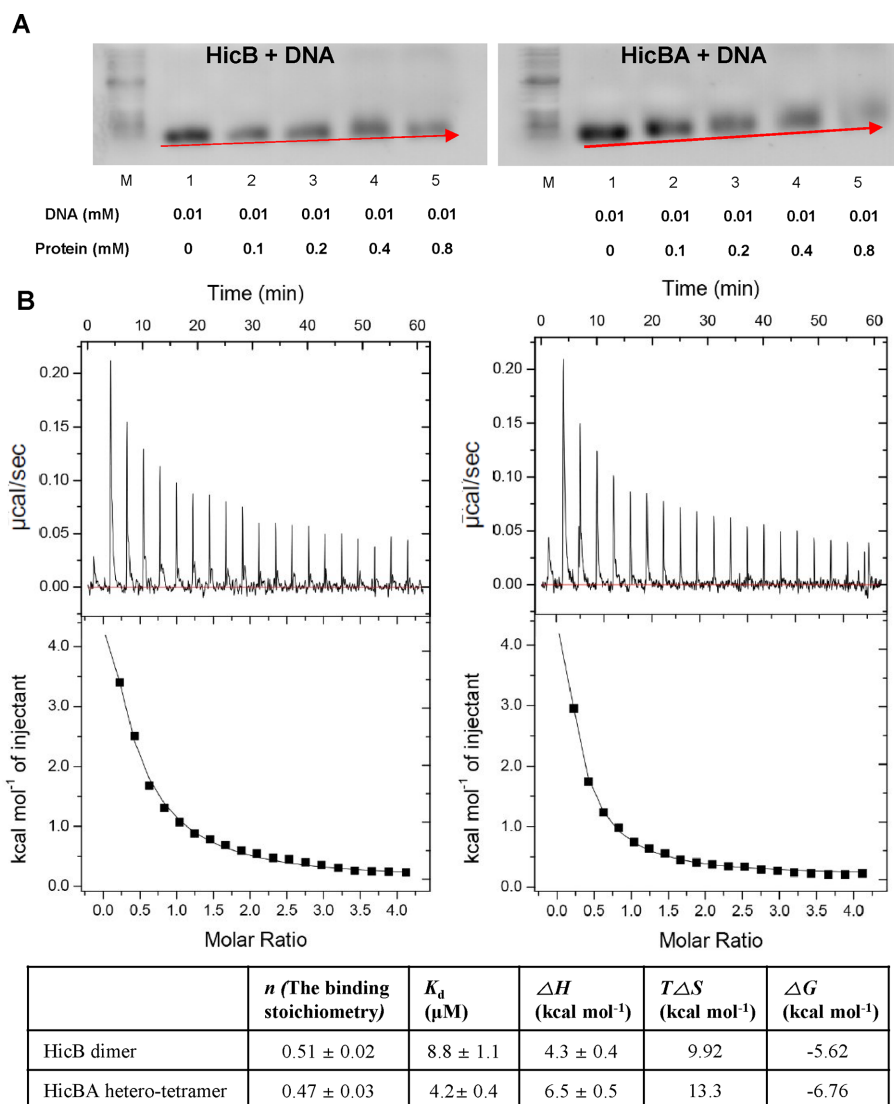 A
HicB + DNA
HicBA + DNA
M 1 2 3 4 5
M 1 2 3 4 5
DNA (mM) 0.01 0.01 0.01 0.01 0.01
0.01 0.01 0.01 0.01 0.01
Protein (mM) 0 0.1 0.2 0.4 0.8
0 0.1 0.2 0.4 0.8
B
Time (min)
0 10 20 30 40 50 60
0.20
0.15
0.10
0.05
0.00
µcal/sec
4.0
3.0
2.0
1.0
0.0
kcal mol⁻¹ of injectant
0.0 0.5 1.0 1.5 2.0 2.5 3.0 3.5 4.0
Molar Ratio
Time (min)
0 10 20 30 40 50 60
0.20
0.15
0.10
0.05
0.00
µcal/sec
4.0
3.0
2.0
1.0
0.0
kcal mol⁻¹ of injectant
0.0 0.5 1.0 1.5 2.0 2.5 3.0 3.5 4.0
Molar Ratio
n (The binding stoichiometry) Kd (µM) △H (kcal mol⁻¹) T△S (kcal mol⁻¹) △G (kcal mol⁻¹)
HicB dimer 0.51 ± 0.02 8.8 ± 1.1 4.3 ± 0.4 9.92 -5.62
HicBA hetero-tetramer 0.47 ± 0.03 4.2± 0.4 6.5 ± 0.5 13.3 -6.76